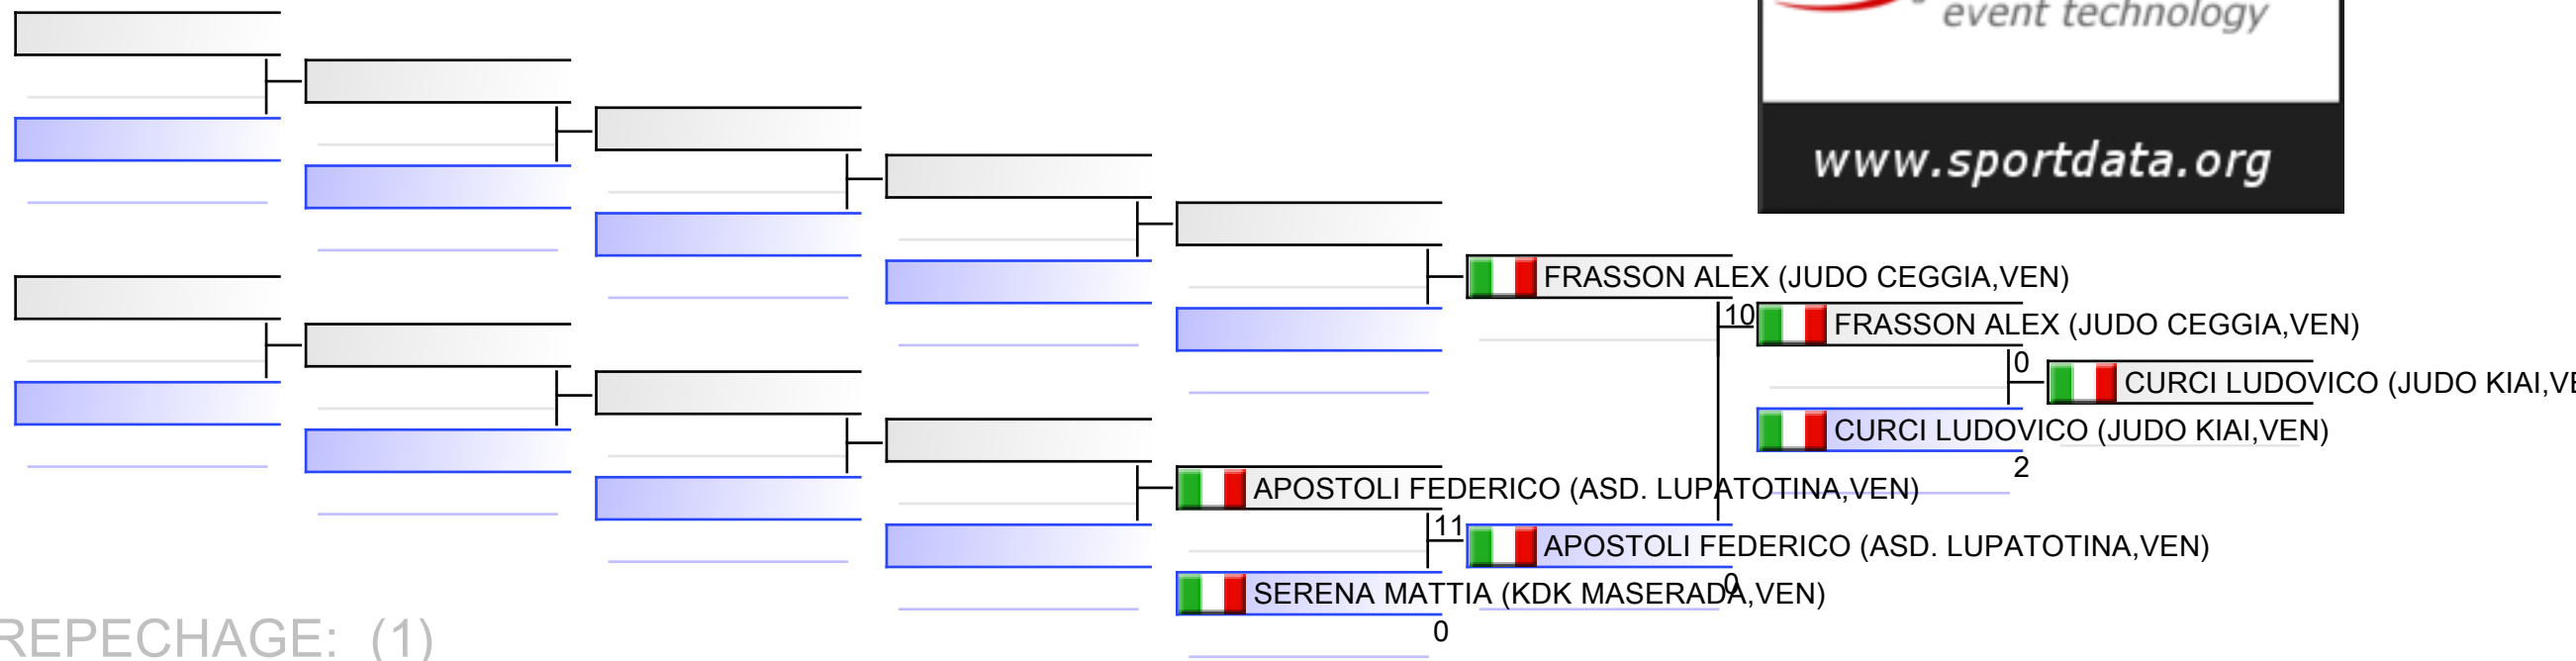 event technology
www.sportdata.org
FRASSON ALEX (JUDO CEGGIA,VEN)
10
FRASSON ALEX (JUDO CEGGIA,VEN)
0
CURCI LUDOVICO (JUDO KIAI,VE
CURCI LUDOVICO (JUDO KIAI,VEN)
2
APOSTOLI FEDERICO (ASD. LUPATOTINA,VEN)
11
APOSTOLI FEDERICO (ASD. LUPATOTINA,VEN)
0
SERENA MATTIA (KDK MASERADA,VEN)
0
REPECHAGE: (1)